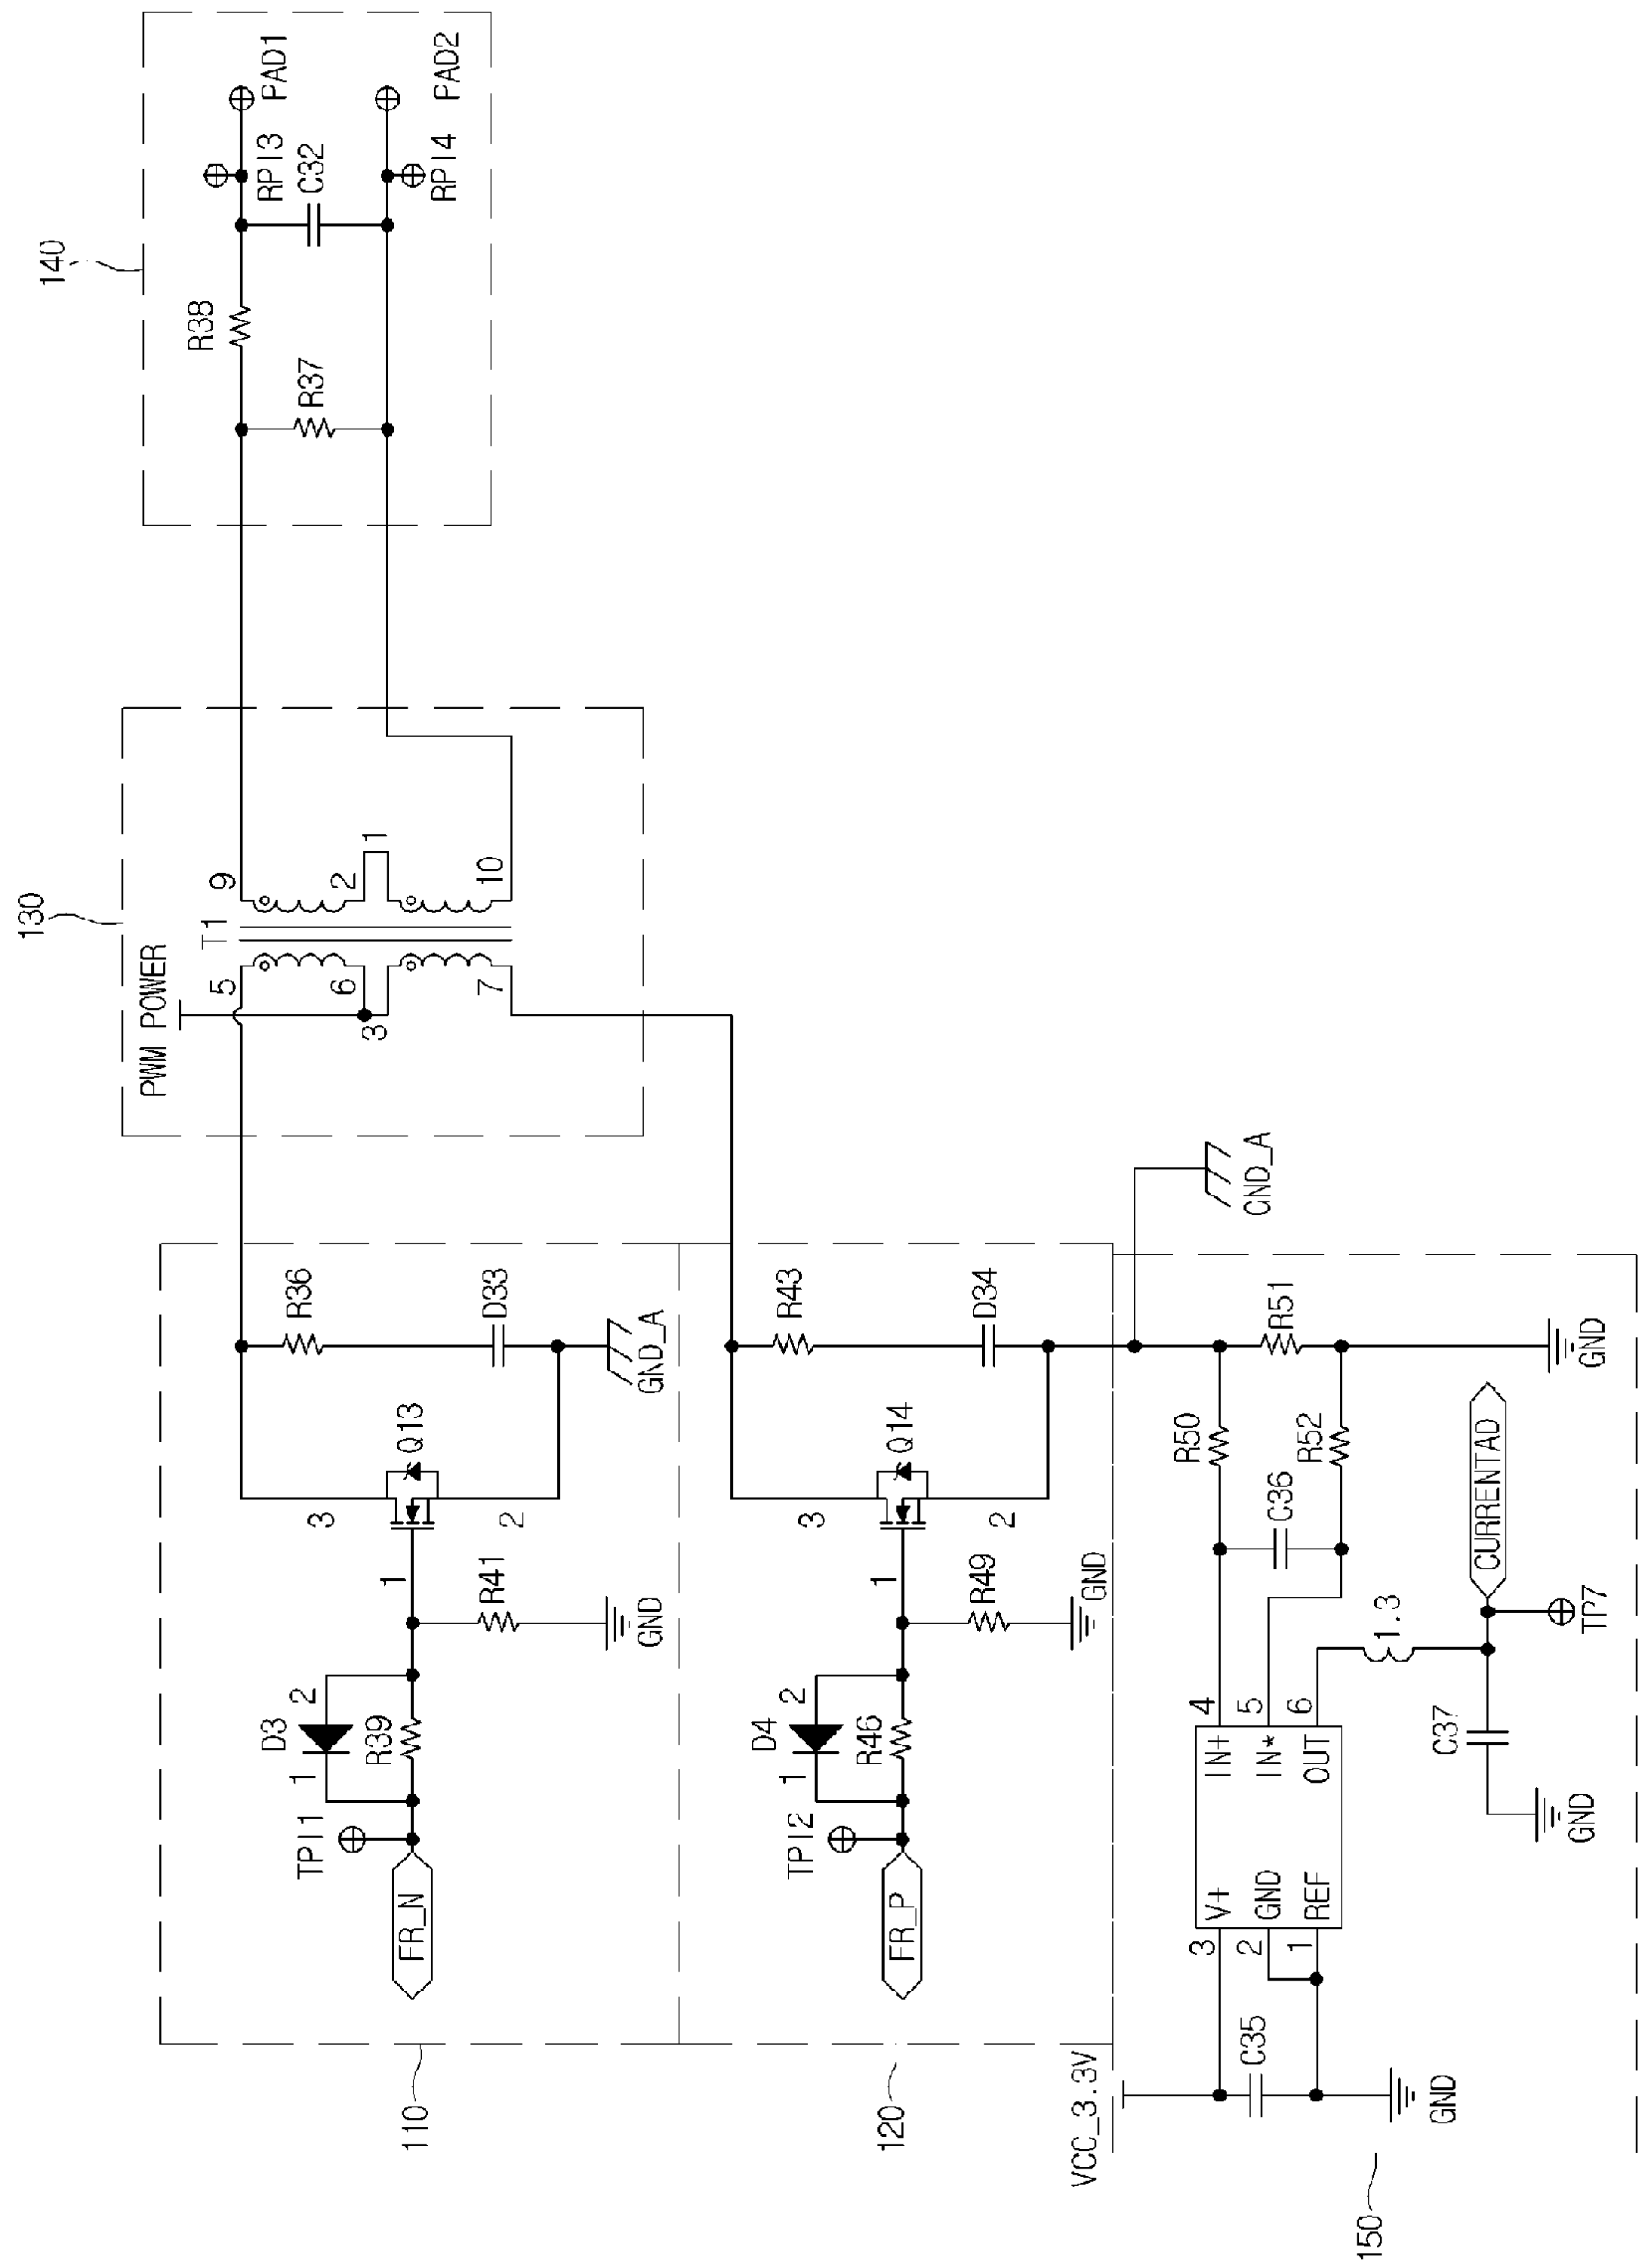 140
PAD1
PAD2
RP13
RP14
C32
R38
R37
130
T1
PWM POWER
9
2
1
10
5
6
3
7
R36
D33
GND_A
Q13
3
2
1
R41
GND
D3
2
1
R39
TP11
FR_N
110
R43
D34
Q14
3
2
1
R49
GND
D4
2
1
R46
TP12
FR_P
120
GND_A
R51
GND
R50
R52
C36
CURRENTAD
TP7
1.3
C37
GND
4
5
6
IN+
IN*
OUT
V+
GND
REF
3
2
1
C35
VCC_3.3V
GND
150